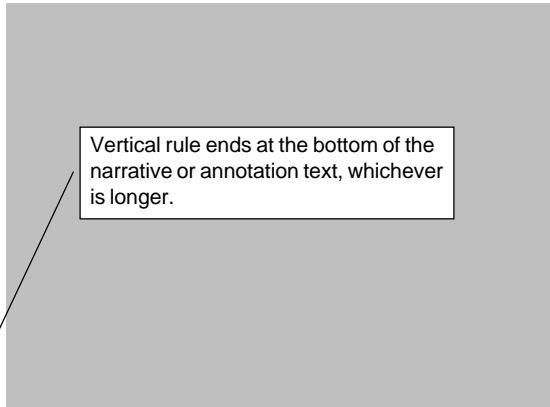 Vertical rule ends at the bottom of the
narrative or annotation text, whichever
is longer.